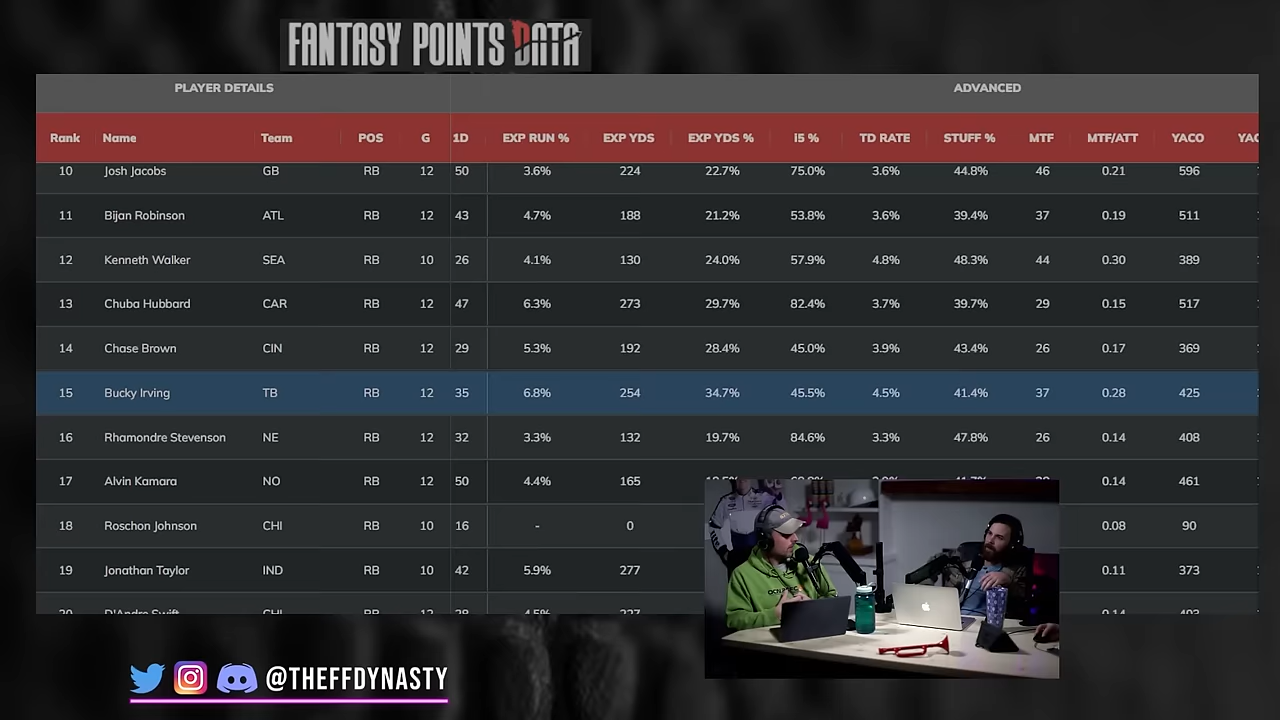 FANTASY POINTS DATA
PLAYER DETAILS ADVANCED
Rank Name Team POS G 1D EXP RUN % EXP YDS EXP YDS % i5 % TD RATE STUFF % MTF MTF/ATT YACO
10 Josh Jacobs GB RB 12 50 3.6% 224 22.7% 75.0% 3.6% 44.8% 46 0.21 596
11 Bijan Robinson ATL RB 12 43 4.7% 188 21.2% 53.8% 3.6% 39.4% 37 0.19 511
12 Kenneth Walker SEA RB 10 26 4.1% 130 24.0% 57.9% 4.8% 48.3% 44 0.30 389
13 Chuba Hubbard CAR RB 12 47 6.3% 273 29.7% 82.4% 3.7% 39.7% 29 0.15 517
14 Chase Brown CIN RB 12 29 5.3% 192 28.4% 45.0% 3.9% 43.4% 26 0.17 369
15 Bucky Irving TB RB 12 35 6.8% 254 34.7% 45.5% 4.5% 41.4% 37 0.28 425
16 Rhamondre Stevenson NE RB 12 32 3.3% 132 19.7% 84.6% 3.3% 47.8% 26 0.14 408
17 Alvin Kamara NO RB 12 50 4.4% 165 0.14 461
18 Roschon Johnson CHI RB 10 16 - 0 0.08 90
19 Jonathan Taylor IND RB 10 42 5.9% 277 0.11 373
20 D'Andre Swift CHI RB 12
@THEFFDYNASTY